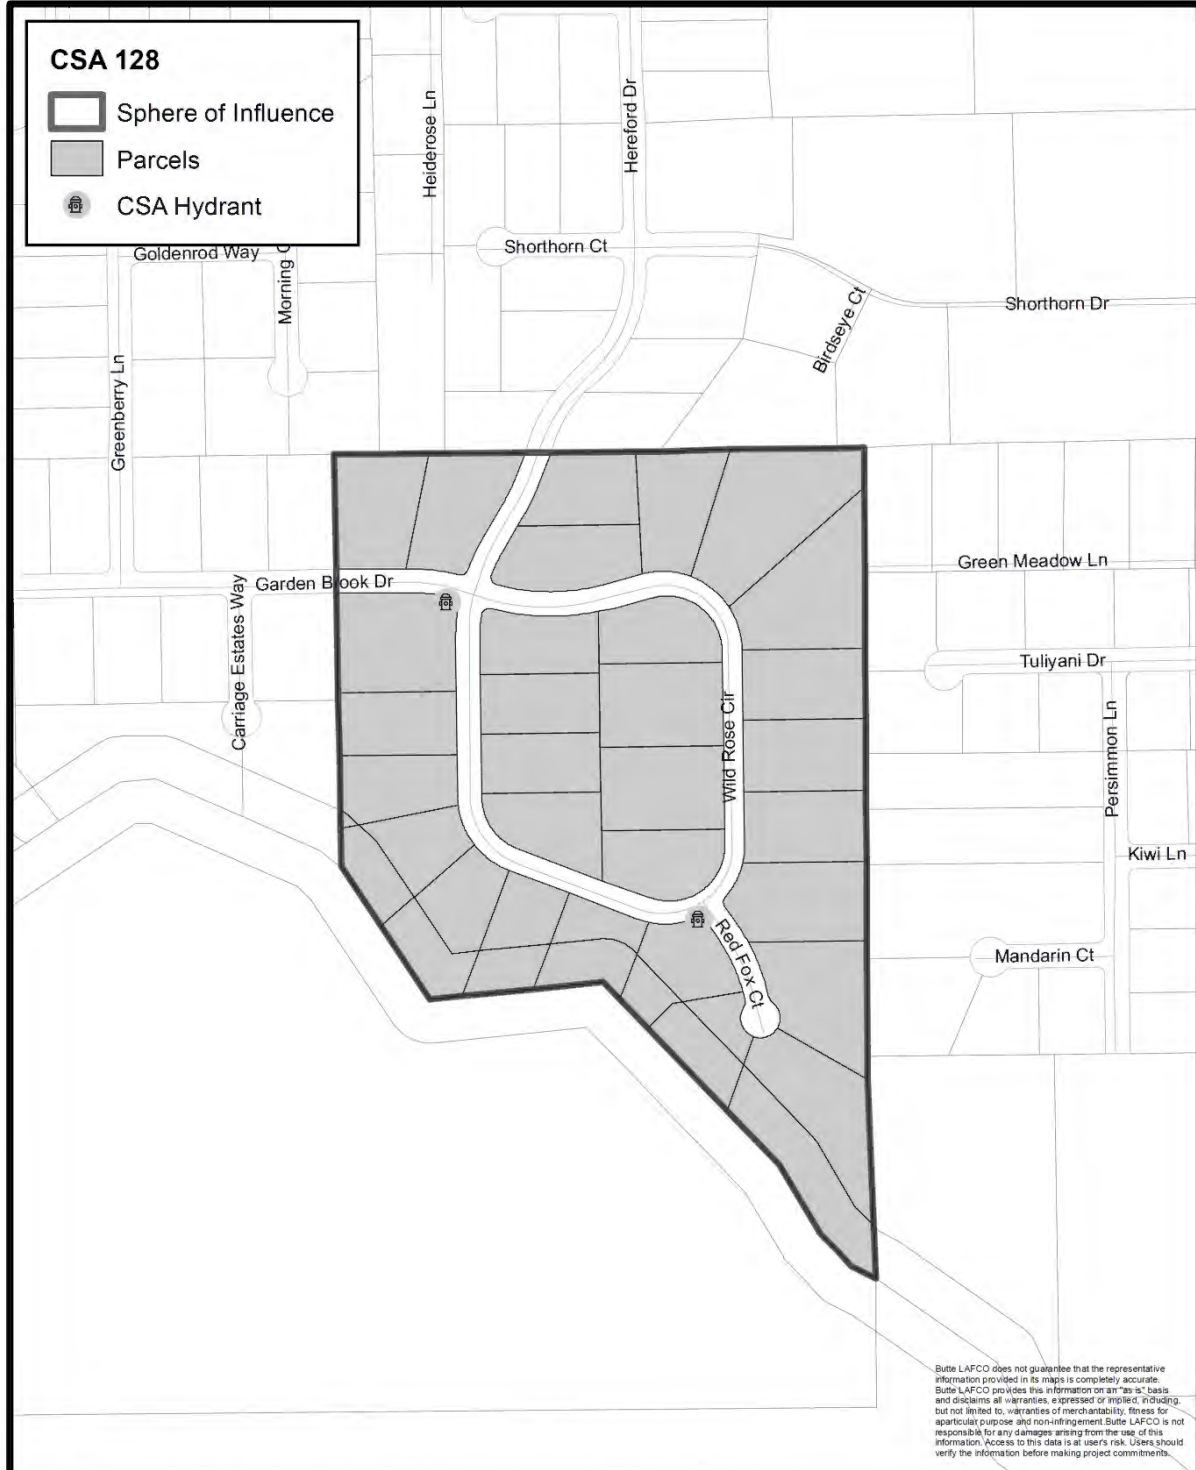 CSA 128
Sphere of Influence
Parcels
CSA Hydrant
Heiderose Ln
Hereford Dr
Goldenrod Way
Morning C
Shorthorn Ct
Shorthorn Dr
Birdseye Ct
Greenberry Ln
Garden Brook Dr
Carriage Estates Way
Green Meadow Ln
Tuliyani Dr
Persimmon Ln
Wild Rose Cir
Kiwi Ln
Red Fox Ct
Mandarin Ct
Butte LAFCO does not guarantee that the representative
information provided in its maps is completely accurate.
Butte LAFCO provides this information on an "as is" basis
and disclaims all warranties, expressed or implied, including,
but not limited to, warranties of merchantability, fitness for
aparticular purpose and non-infringement.Butte LAFCO is not
responsible for any damages arising from the use of this
information. Access to this data is at user's risk. Users should
verify the information before making project commitments.